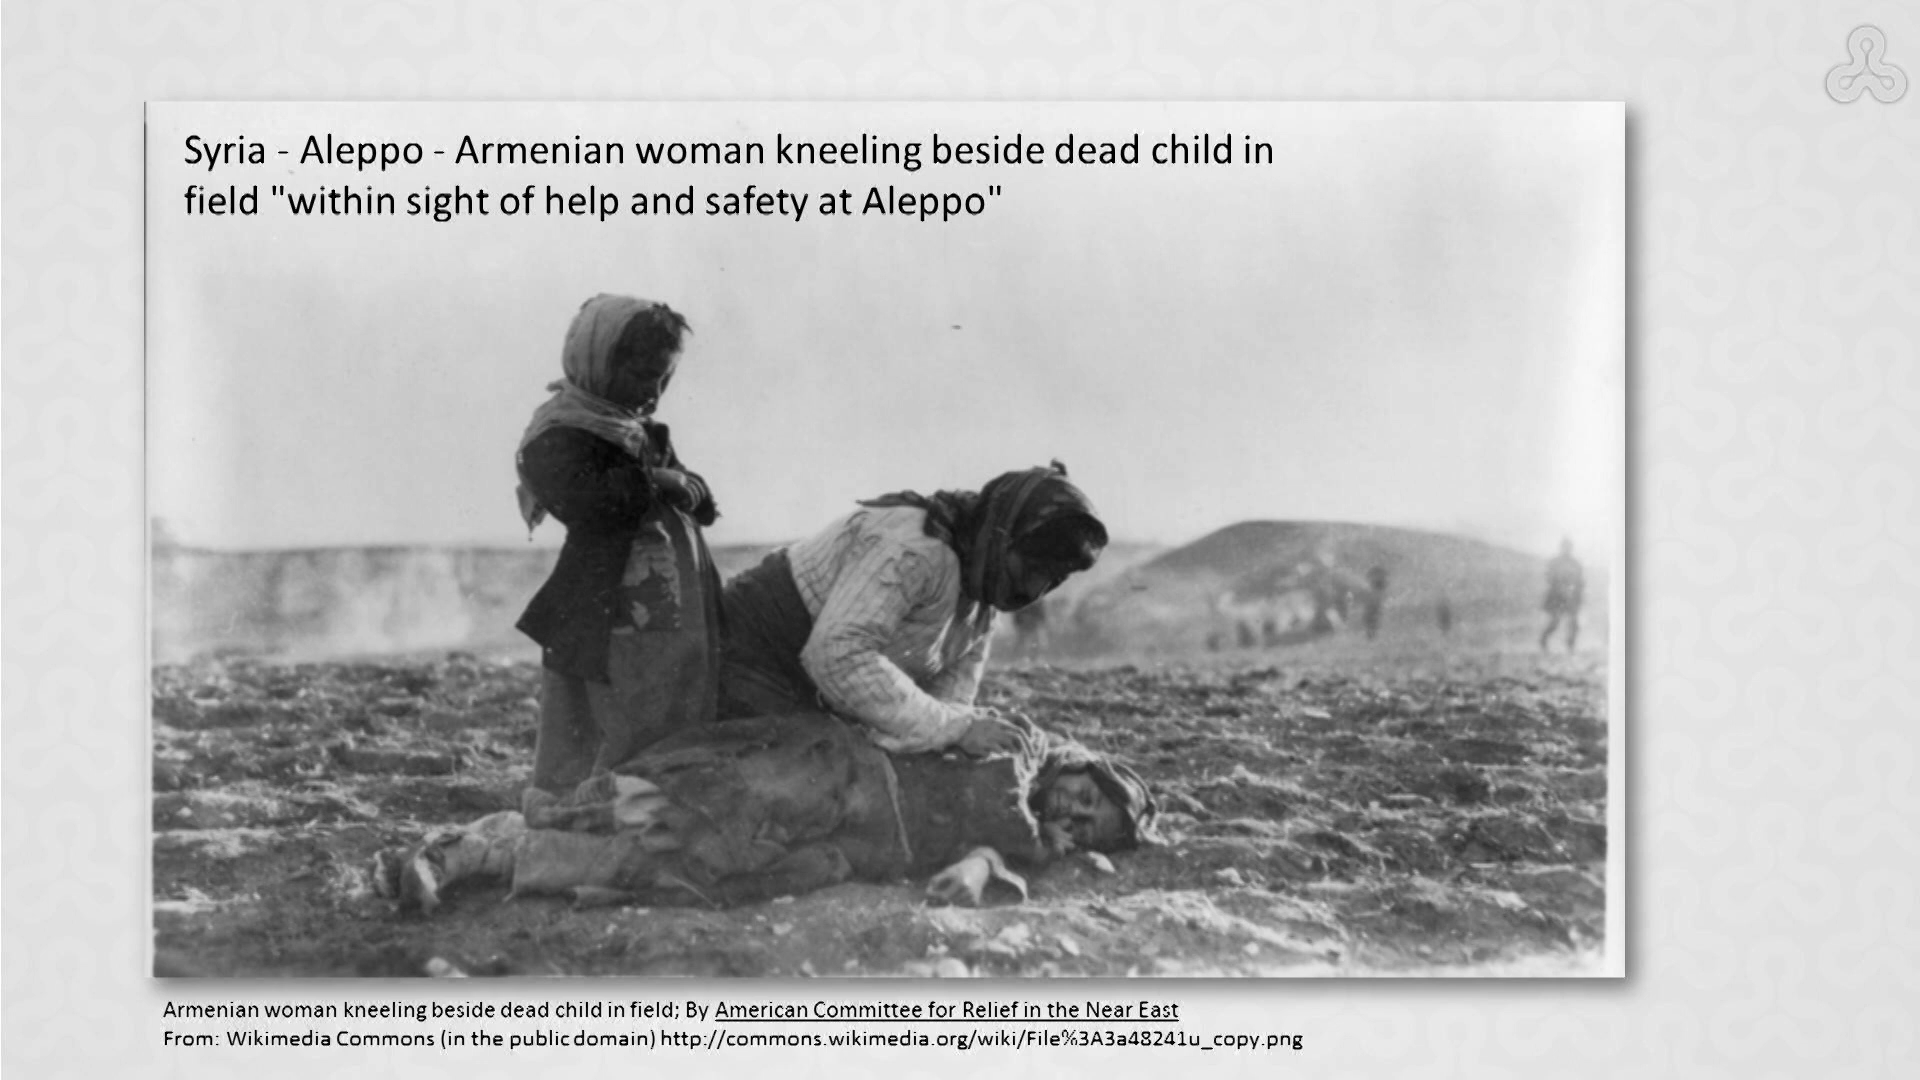 Syria - Aleppo - Armenian woman kneeling beside dead child in
field "within sight of help and safety at Aleppo"
Armenian woman kneeling beside dead child in field; By American Committee for Relief in the Near East
From: Wikimedia Commons (in the public domain) http://commons.wikimedia.org/wiki/File%3A3a48241u_copy.png